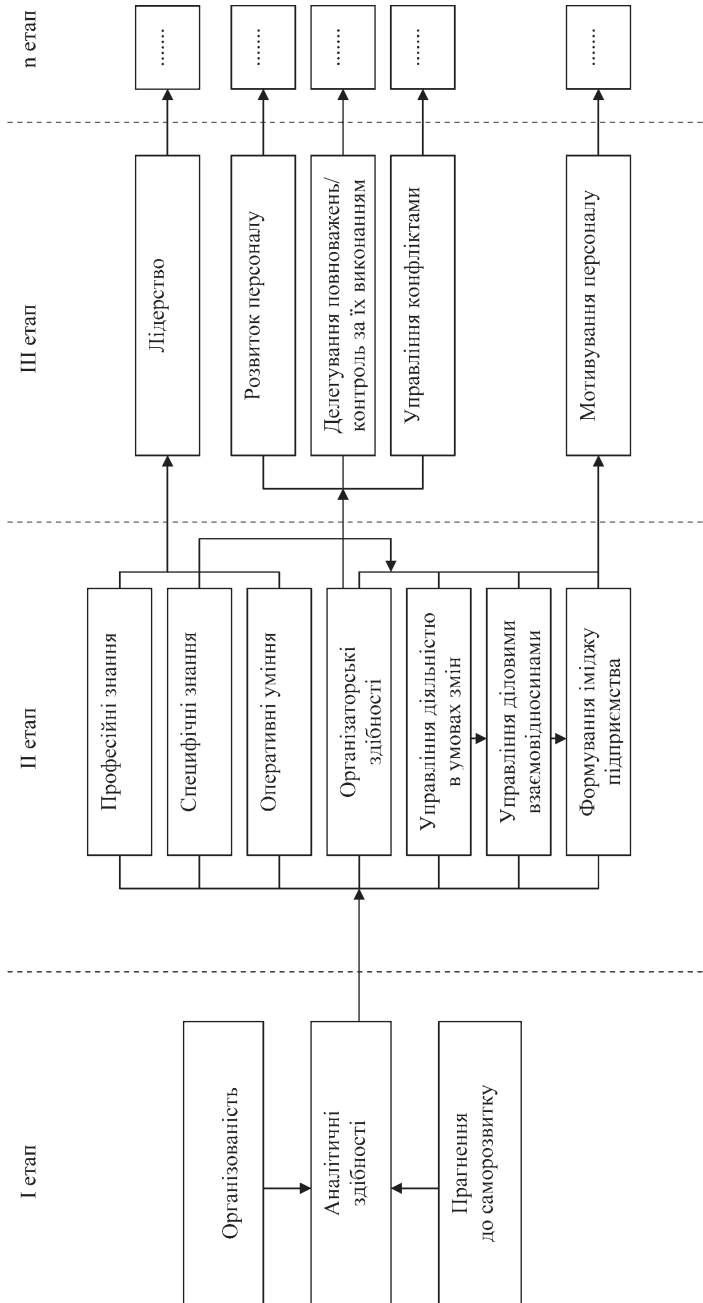 I етап
Організованість
Аналітичні
здібності
Прагнення
до саморозвитку
II етап
Професійні знання
Специфічні знання
Оперативні уміння
Організаторські
здібності
Управління діяльністю
в умовах змін
Управління діловими
взаємовідносинами
Формування іміджу
підприємства
III етап
Лідерство
Розвиток персоналу
Делегування повноважень/
контроль за їх виконанням
Управління конфліктами
Мотивування персоналу
n етап
.......
.......
.......
.......
.......